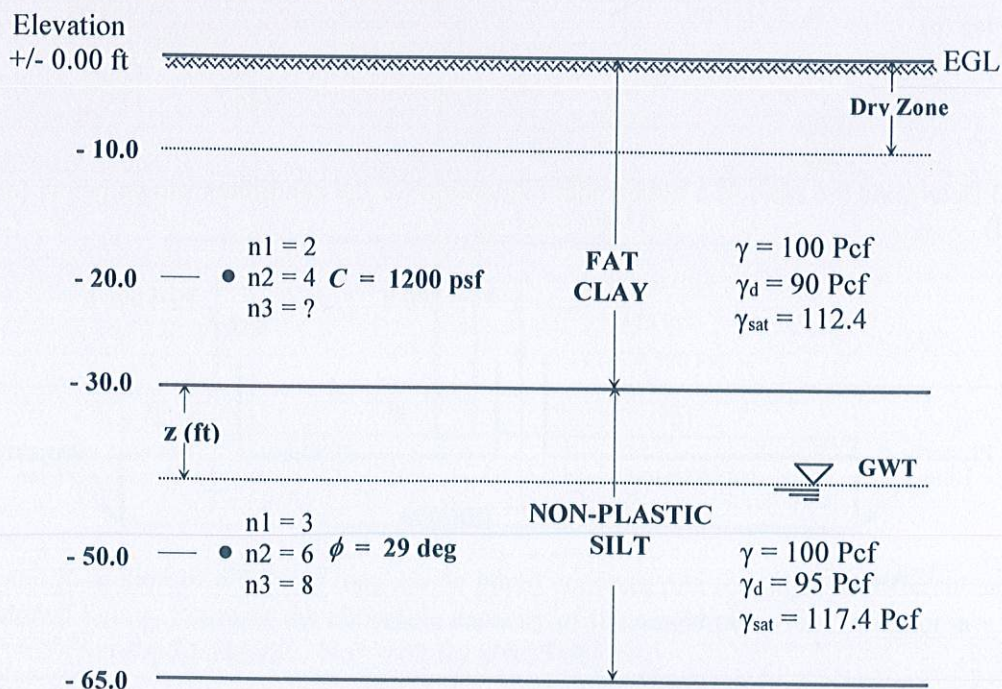 Elevation
+/- 0.00 ft
EGL
Dry Zone
- 10.0
n1 = 2
- 20.0
n2 = 4 C = 1200 psf
n3 = ?
FAT
CLAY
γ = 100 Pcf
γd = 90 Pcf
γsat = 112.4
- 30.0
z (ft)
GWT
NON-PLASTIC
SILT
n1 = 3
- 50.0
n2 = 6 ϕ = 29 deg
n3 = 8
γ = 100 Pcf
γd = 95 Pcf
γsat = 117.4 Pcf
- 65.0